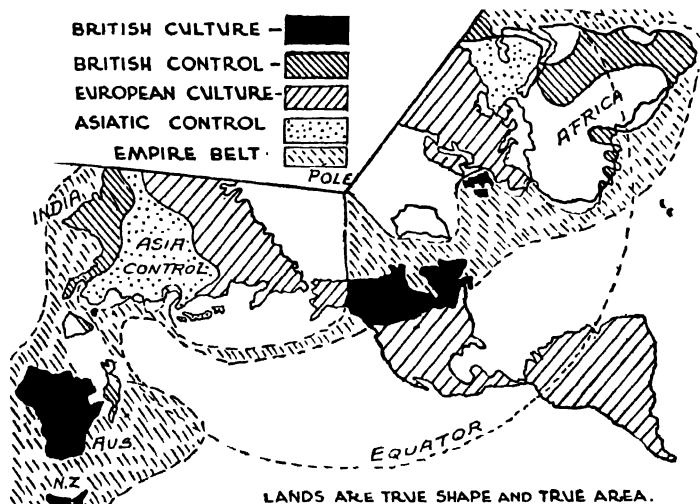 BRITISH CULTURE -
BRITISH CONTROL -
EUROPEAN CULTURE -
ASIATIC CONTROL
EMPIRE BELT -
POLE
AFRICA
INDIA
ASIA
CONTROL
AUS
N.Z
EQUATOR
LANDS ARE TRUE SHAPE AND TRUE AREA.